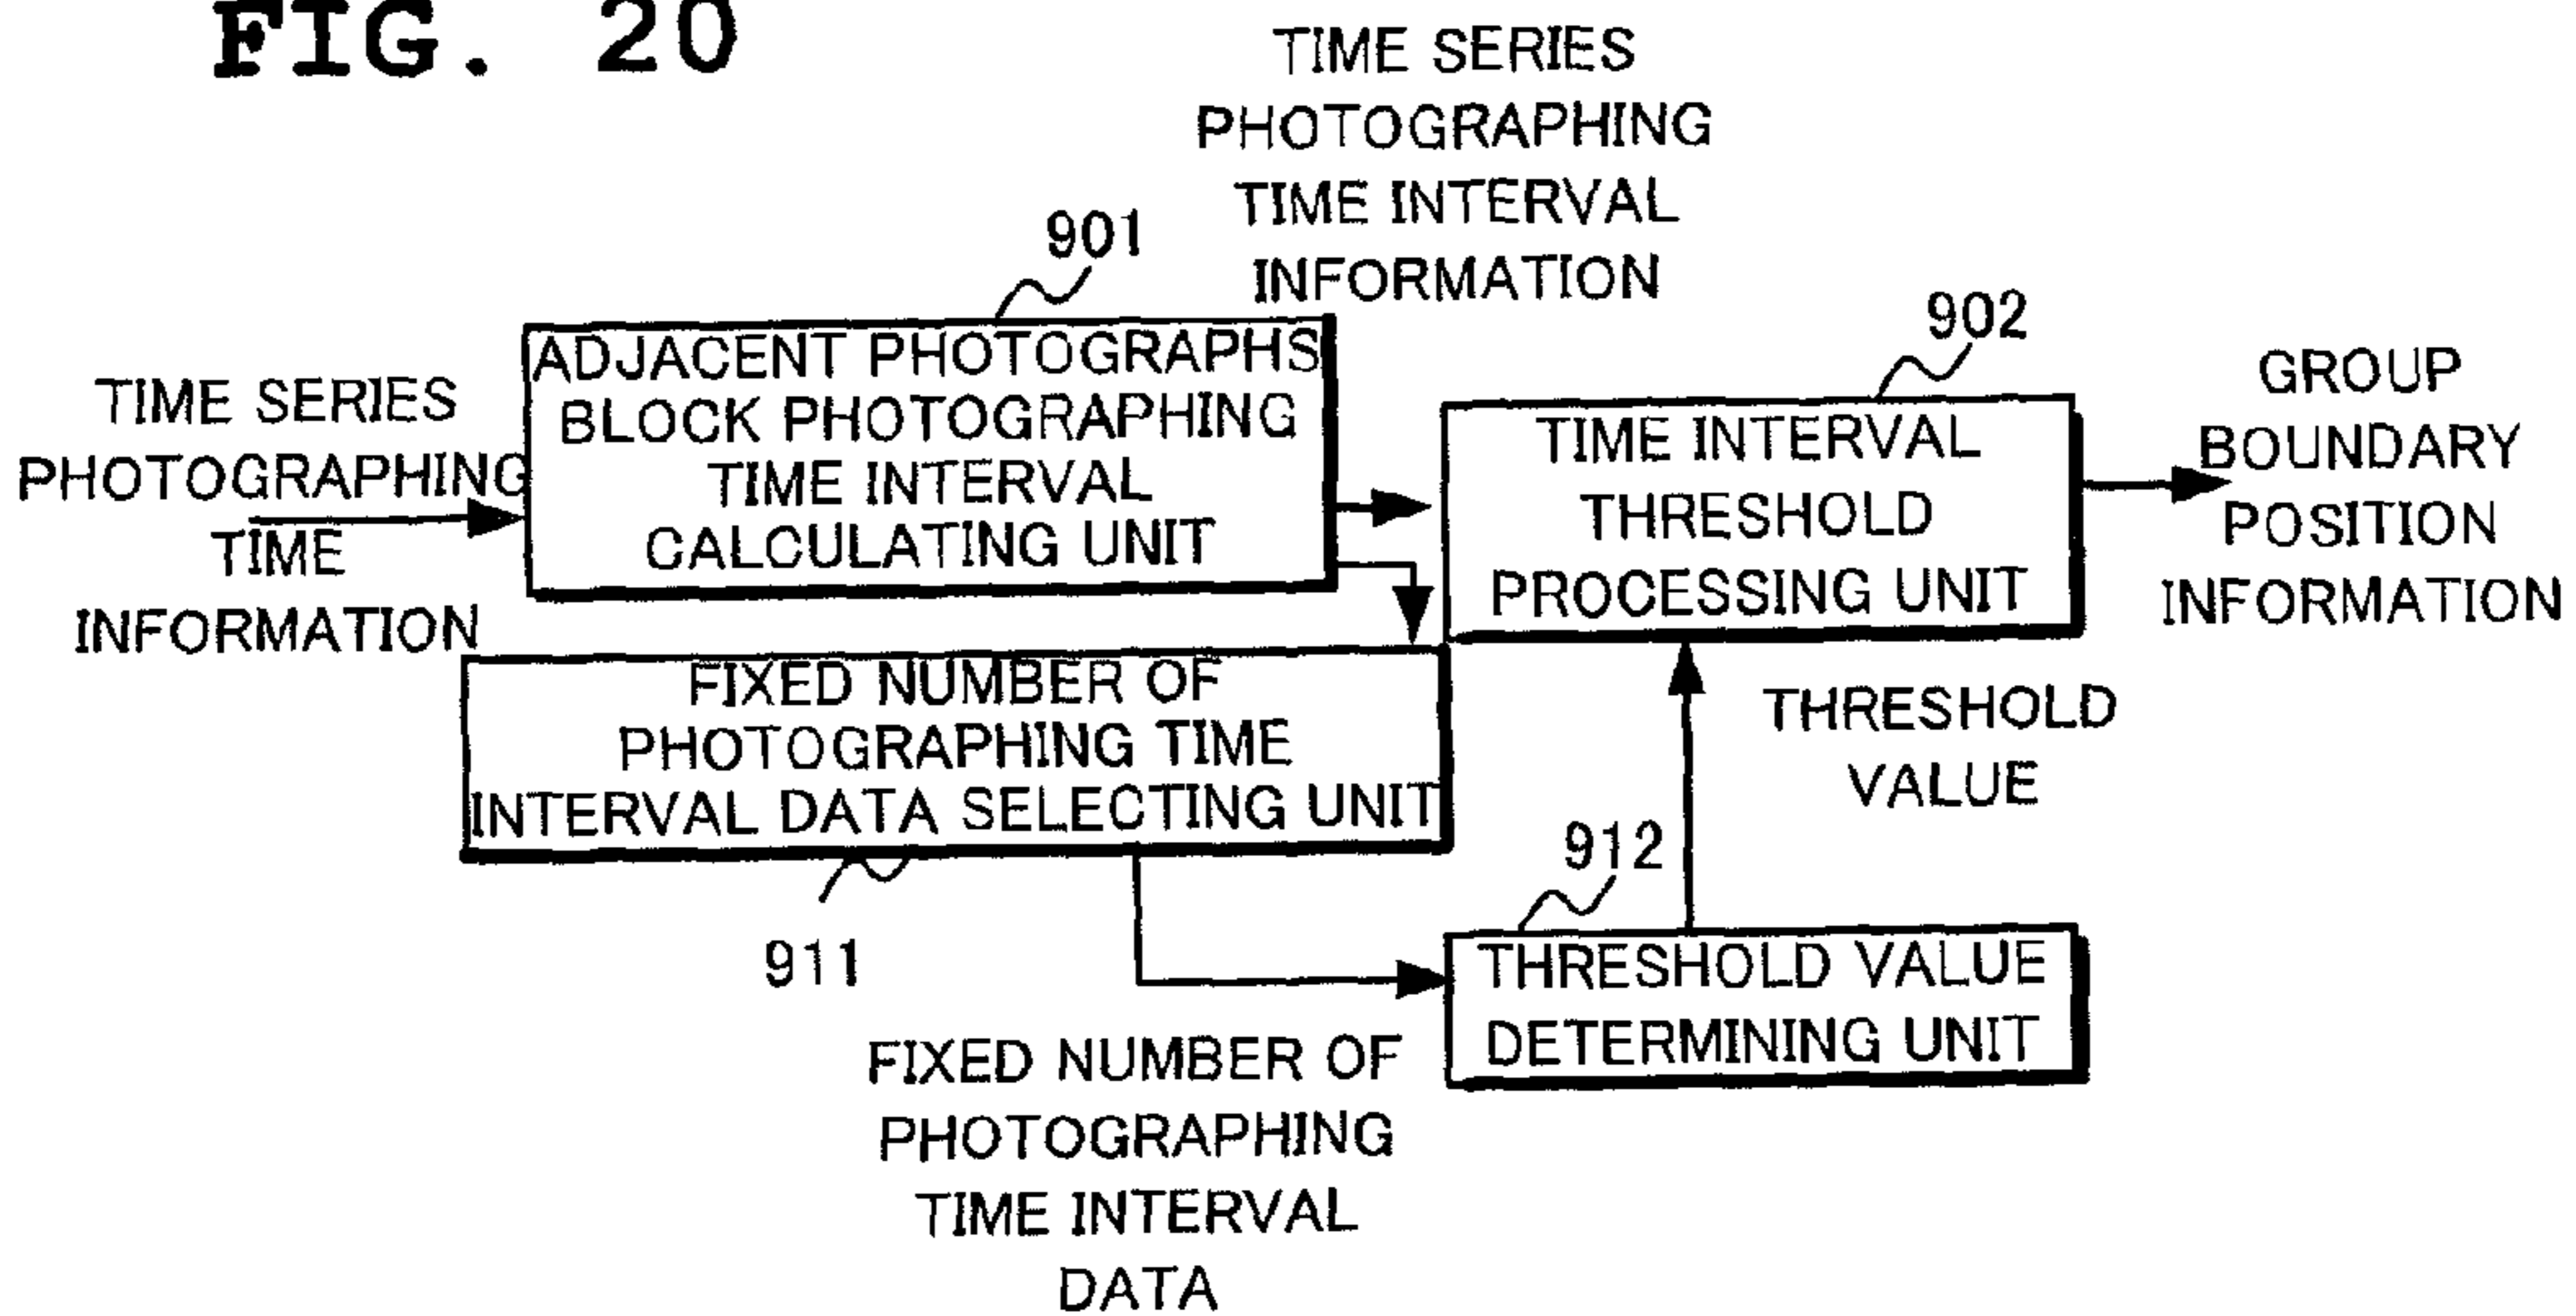 FIG. 20
TIME SERIES
PHOTOGRAPHING
TIME INTERVAL
INFORMATION
901
902
TIME SERIES
PHOTOGRAPHING
TIME
INFORMATION
ADJACENT PHOTOGRAPHS
BLOCK PHOTOGRAPHING
TIME INTERVAL
CALCULATING UNIT
TIME INTERVAL
THRESHOLD
PROCESSING UNIT
GROUP
BOUNDARY
POSITION
INFORMATION
FIXED NUMBER OF
PHOTOGRAPHING TIME
INTERVAL DATA SELECTING UNIT
THRESHOLD
VALUE
911
912
THRESHOLD VALUE
DETERMINING UNIT
FIXED NUMBER OF
PHOTOGRAPHING
TIME INTERVAL
DATA